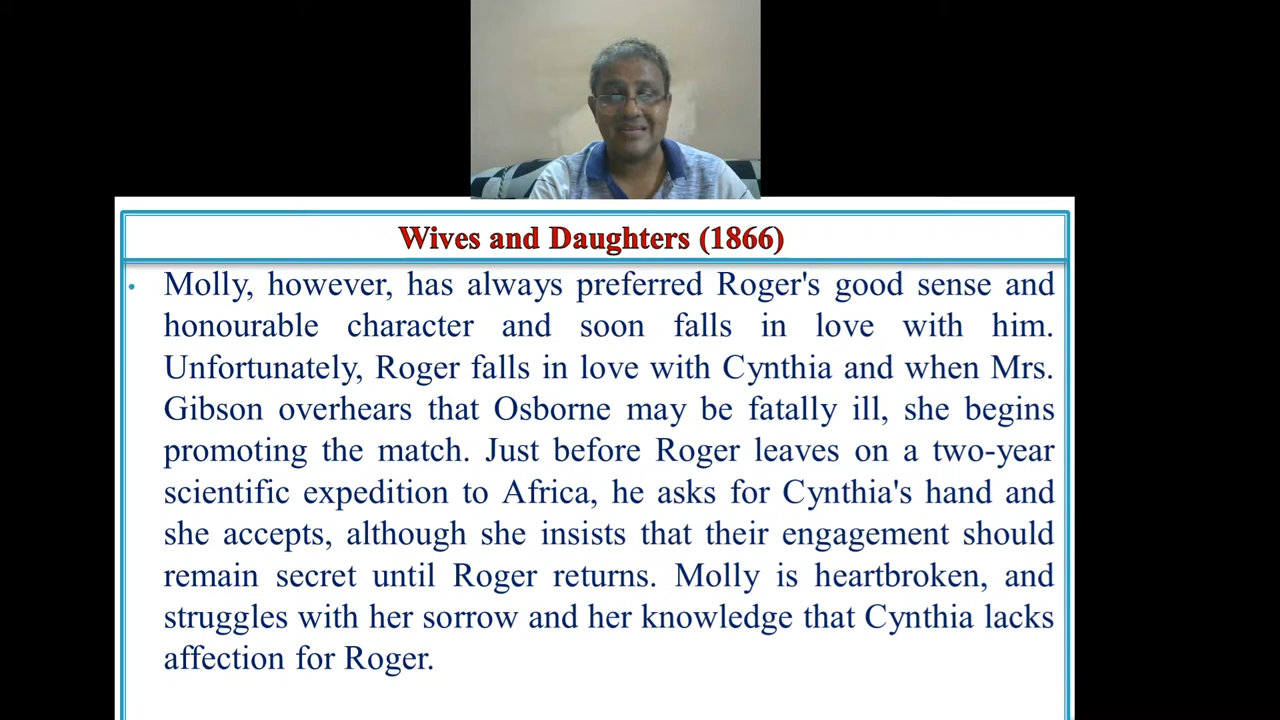 Wives and Daughters (1866)
• Molly, however, has always preferred Roger's good sense and
honourable character and soon falls in love with him.
Unfortunately, Roger falls in love with Cynthia and when Mrs.
Gibson overhears that Osborne may be fatally ill, she begins
promoting the match. Just before Roger leaves on a two-year
scientific expedition to Africa, he asks for Cynthia's hand and
she accepts, although she insists that their engagement should
remain secret until Roger returns. Molly is heartbroken, and
struggles with her sorrow and her knowledge that Cynthia lacks
affection for Roger.